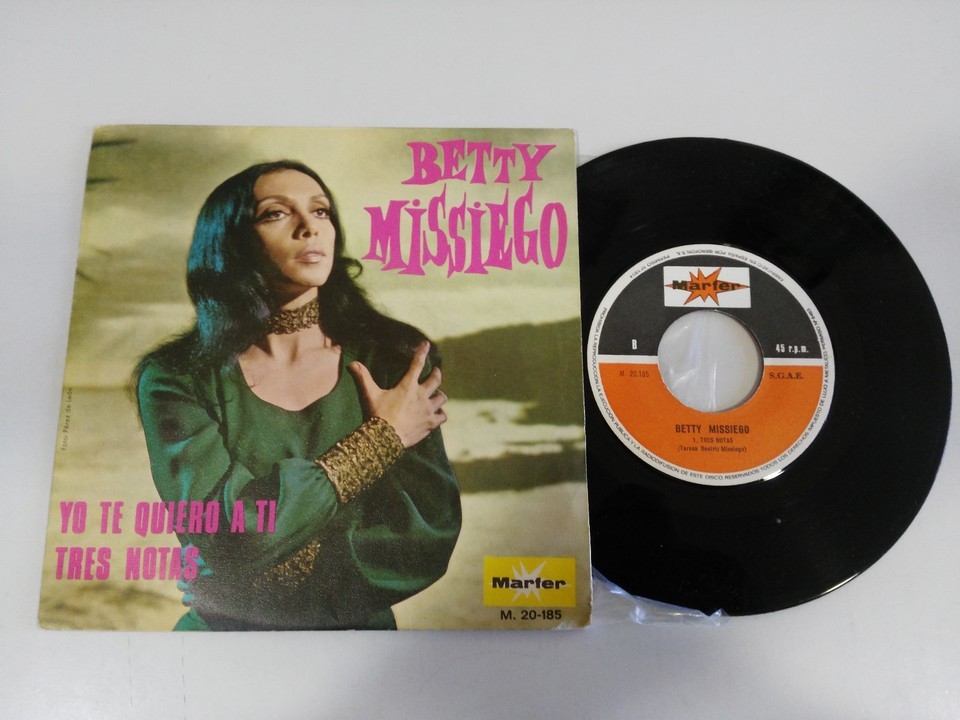 BETTY
MISSIEGO
YO TE QUIERO A TI
TRES NOTAS
Marfer
M. 20-185
Marfer
B
45 r.p.m.
M 20.185
S.G.A.E.
BETTY MISSIEGO
1. TRES NOTAS
(Teresa Beatriz Missiego)